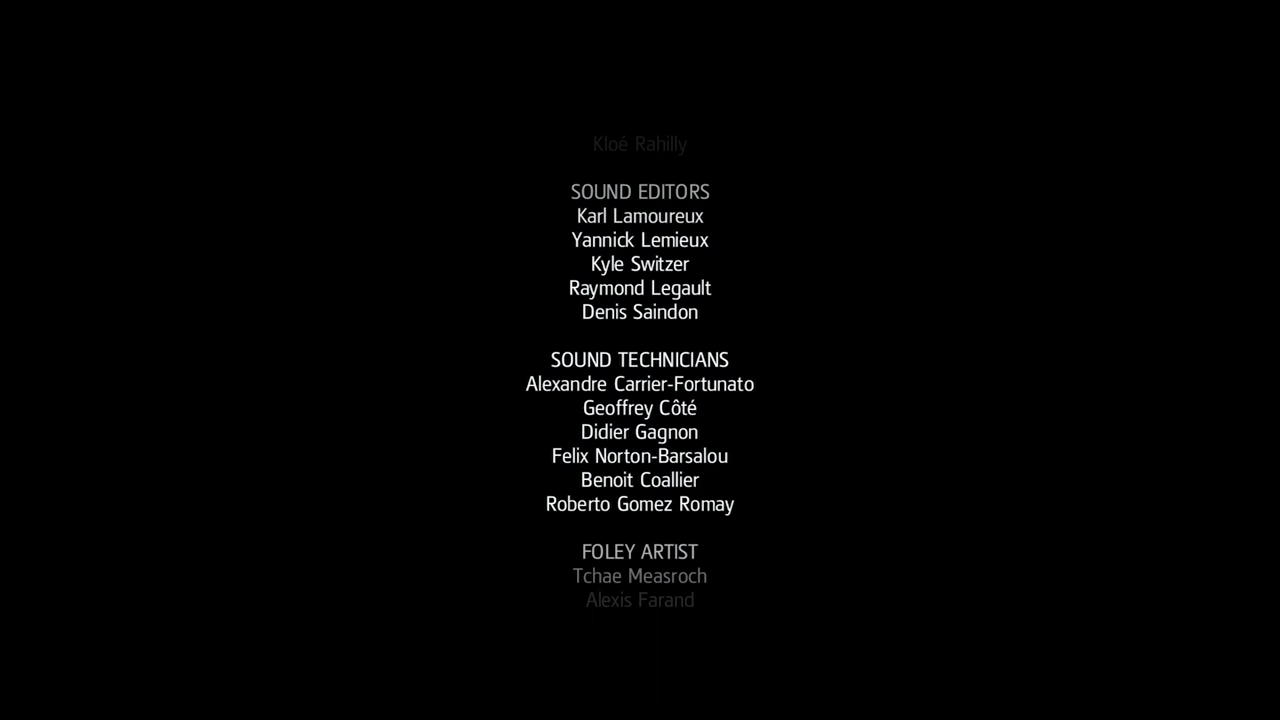 Kloé Rahilly
SOUND EDITORS
Karl Lamoureux
Yannick Lemieux
Kyle Switzer
Raymond Legault
Denis Saindon
SOUND TECHNICIANS
Alexandre Carrier-Fortunato
Geoffrey Côté
Didier Gagnon
Felix Norton-Barsalou
Benoit Coallier
Roberto Gomez Romay
FOLEY ARTIST
Tchae Measroch
Alexis Farand